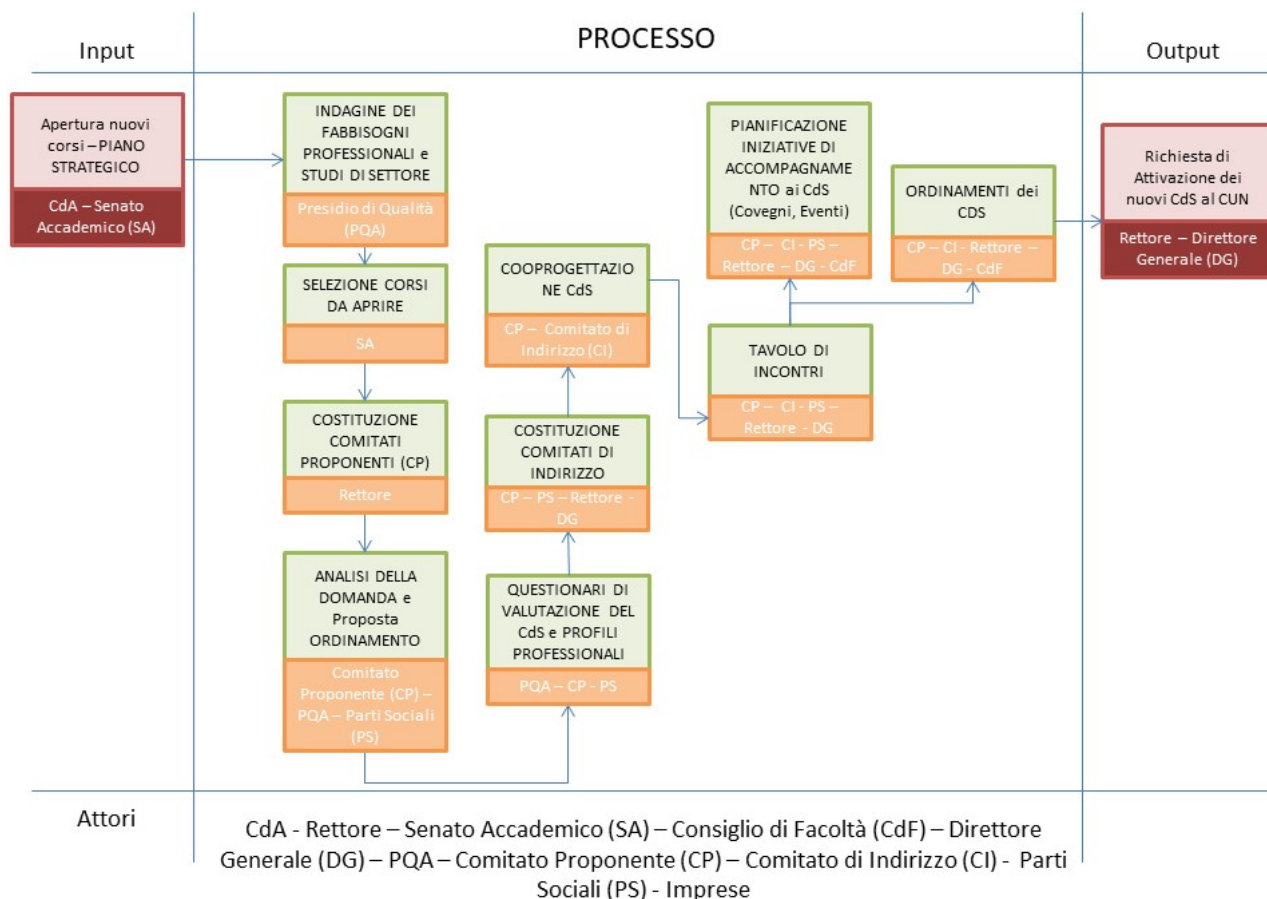 Input
PROCESSO
Output
Apertura nuovi
corsi – PIANO
STRATEGICO
CdA – Senato
Accademico (SA)
INDAGINE DEI
FABBISOGNI
PROFESSIONALI e
STUDI DI SETTORE
Presidio di Qualità
(PQA)
SELEZIONE CORSI
DA APRIRE
SA
COSTITUZIONE
COMITATI
PROPONENTI (CP)
Rettore
ANALISI DELLA
DOMANDA e
Proposta
ORDINAMENTO
Comitato
Proponente (CP) –
PQA – Parti Sociali
(PS)
QUESTIONARI DI
VALUTAZIONE DEL
CdS e PROFILI
PROFESSIONALI
PQA – CP - PS
COSTITUZIONE
COMITATI DI
INDIRIZZO
CP – PS – Rettore -
DG
COOPROGETTAZIO
NE CdS
CP – Comitato di
Indirizzo (CI)
TAVOLO DI
INCONTRI
CP – CI - PS –
Rettore - DG
PIANIFICAZIONE
INIZIATIVE DI
ACCOMPAGNAME
NTO ai CdS
(Covegni, Eventi)
CP – CI - PS –
Rettore – DG - CdF
ORDINAMENTI dei
CDS
CP – CI - Rettore –
DG - CdF
Richiesta di
Attivazione dei
nuovi CdS al CUN
Rettore – Direttore
Generale (DG)
Attori
CdA - Rettore – Senato Accademico (SA) – Consiglio di Facoltà (CdF) – Direttore
Generale (DG) – PQA – Comitato Proponente (CP) – Comitato di Indirizzo (CI) - Parti
Sociali (PS) - Imprese